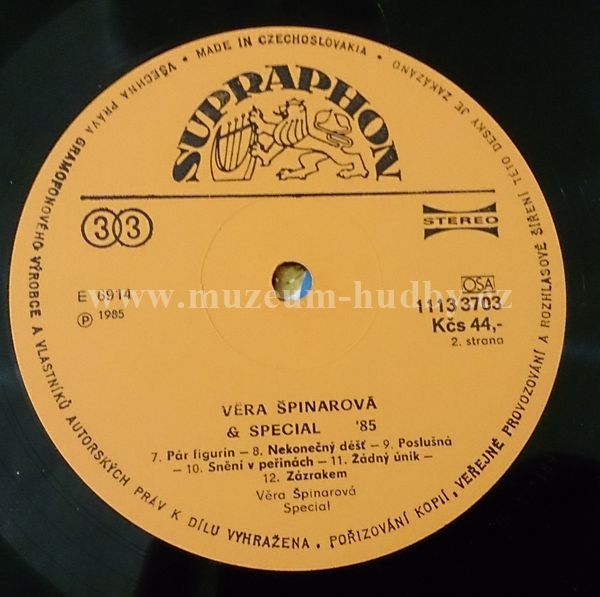 VŠECHNA PRÁVA GRAMOFONOVÉHO VÝROBCE A VLASTNÍKŮ AUTORSKÝCH PRÁV K DÍLU VYHRAŽENA • POŘIZOVÁNÍ KOPIÍ, VEŘEJNÉ PROVOZOVÁNÍ A ROZHLASOVÉ ŠÍŘENÍ TÉTO DESKY JE ZAKÁZÁNO • MADE IN CZECHOSLOVAKIA •
SUPRAPHON
33
STEREO
www.muzeum-hudby.cz
E 6914
OSA
℗ 1985
1113 3703
Kčs 44,-
2. strana
VĚRA ŠPINAROVÁ
& SPECIAL '85
7. Pár figurin – 8. Nekonečný déšť – 9. Poslušná
– 10. Snění v peřinách – 11. Žádný únik –
12. Zázrakem
Věra Špinarová
Special